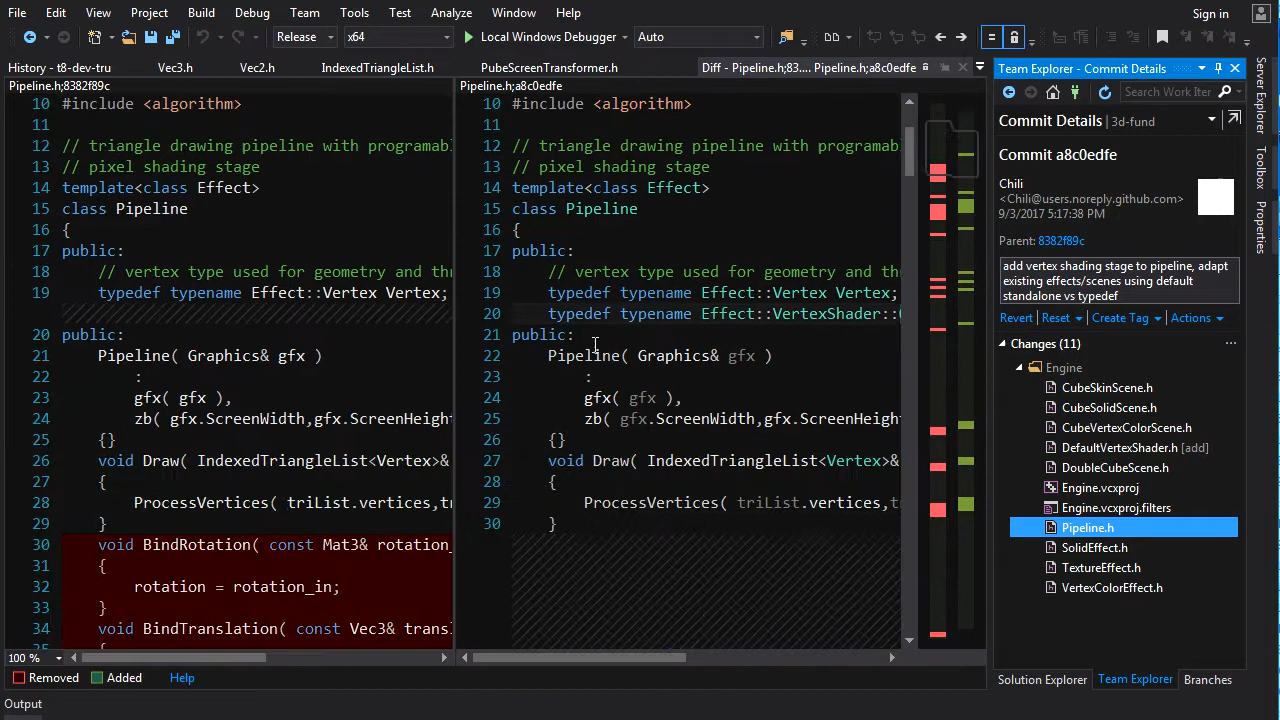 File Edit View Project Build Debug Team Tools Test Analyze Window Help Sign in
Release x64 Local Windows Debugger Auto
History - t8-dev-tru Vec3.h Vec2.h IndexedTriangleList.h PubeScreenTransformer.h Diff - Pipeline.h;83.... Pipeline.h;a8c0edfe
Pipeline.h;8382f89c
10 #include <algorithm>
11
12 // triangle drawing pipeline with programabl
13 // pixel shading stage
14 template<class Effect>
15 class Pipeline
16 {
17 public:
18 // vertex type used for geometry and th
19 typedef typename Effect::Vertex Vertex;
20 public:
21 Pipeline( Graphics& gfx )
22 :
23 gfx( gfx ),
24 zb( gfx.ScreenWidth,gfx.ScreenHeight
25 {}
26 void Draw( IndexedTriangleList<Vertex>&
27 {
28 ProcessVertices( triList.vertices,tr
29 }
30 void BindRotation( const Mat3& rotation_
31 {
32 rotation = rotation_in;
33 }
34 void BindTranslation( const Vec3& transl
Pipeline.h;a8c0edfe
10 #include <algorithm>
11
12 // triangle drawing pipeline with programabl
13 // pixel shading stage
14 template<class Effect>
15 class Pipeline
16 {
17 public:
18 // vertex type used for geometry and th
19 typedef typename Effect::Vertex Vertex;
20 typedef typename Effect::VertexShader::
21 public:
22 Pipeline( Graphics& gfx )
23 :
24 gfx( gfx ),
25 zb( gfx.ScreenWidth,gfx.ScreenHeight
26 {}
27 void Draw( IndexedTriangleList<Vertex>&
28 {
29 ProcessVertices( triList.vertices,tr
30 }
100 %
Removed Added Help
Output
Team Explorer - Commit Details
Search Work Iter
Commit Details | 3d-fund
Commit a8c0edfe
Chili
<Chili@users.noreply.github.com>
9/3/2017 5:17:38 PM
Parent: 8382f89c
add vertex shading stage to pipeline, adapt
existing effects/scenes using default
standalone vs typedef
Revert Reset Create Tag Actions
Changes (11)
Engine
CubeSkinScene.h
CubeSolidScene.h
CubeVertexColorScene.h
DefaultVertexShader.h [add]
DoubleCubeScene.h
Engine.vcxproj
Engine.vcxproj.filters
Pipeline.h
SolidEffect.h
TextureEffect.h
VertexColorEffect.h
Solution Explorer Team Explorer Branches
Server Explorer
Toolbox
Properties